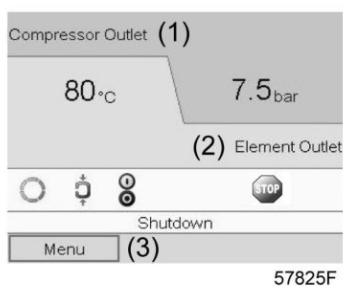 Compressor Outlet (1)
80°C 7.5bar
(2) Element Outlet
STOP
Shutdown
Menu (3)
57825F